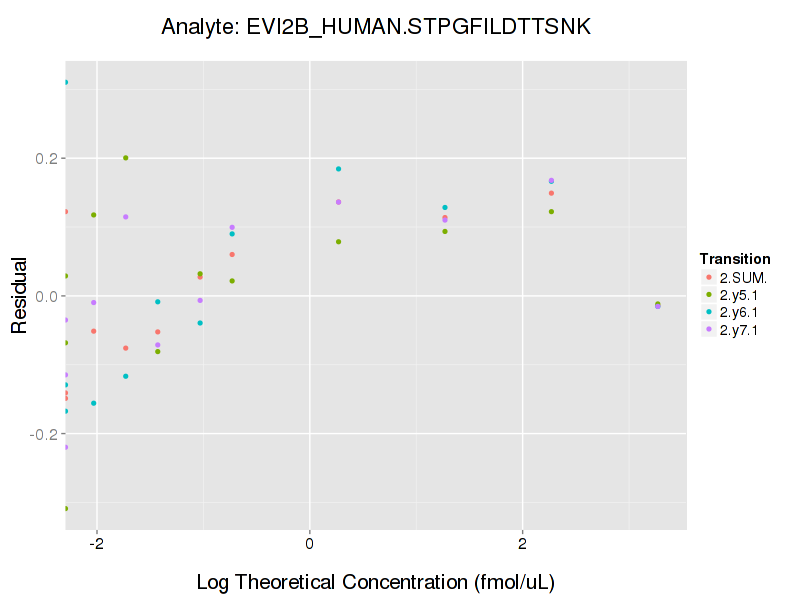 Analyte: EVI2B_HUMAN.STPGFILDTTSNK
Residual
0.2
0.0
-0.2
-2
0
2
Log Theoretical Concentration (fmol/uL)
Transition
2.SUM.
2.y5.1
2.y6.1
2.y7.1